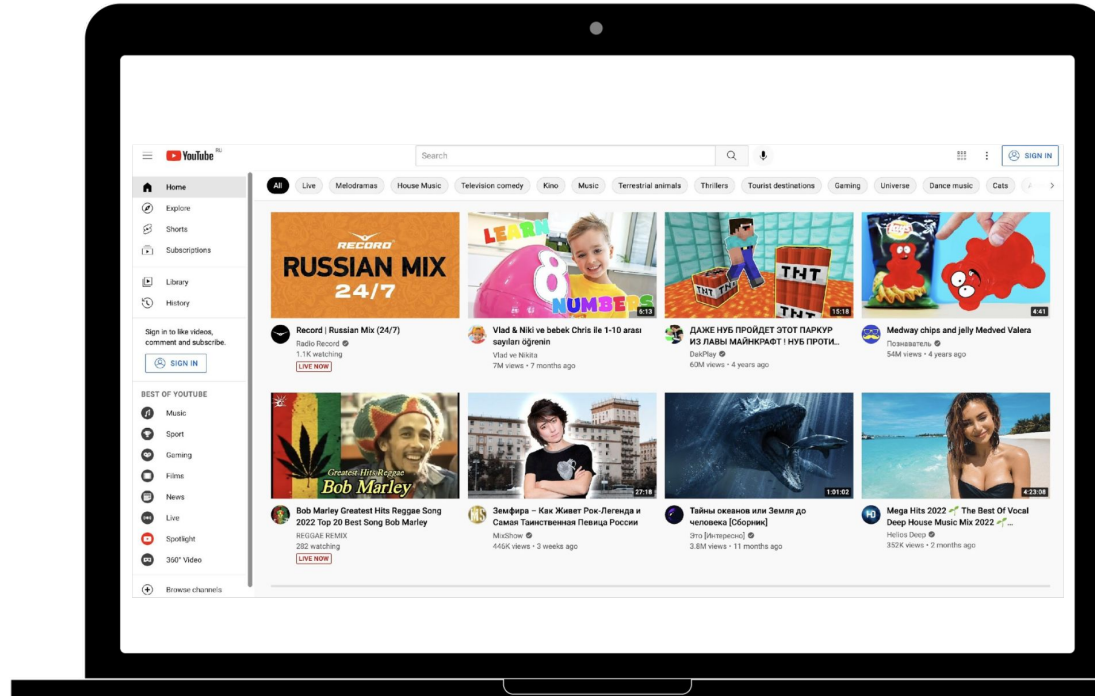 YouTube RU
Search
SIGN IN
Home
Explore
Shorts
Subscriptions
Library
History
Sign in to like videos,
comment and subscribe.
SIGN IN
BEST OF YOUTUBE
Music
Sport
Gaming
Films
News
Live
Spotlight
360° Video
Browse channels
All Live Melodramas House Music Television comedy Kino Music Terrestrial animals Thrillers Tourist destinations Gaming Universe Dance music Cats
RECORD
RUSSIAN MIX
24/7
Record | Russian Mix (24/7)
Radio Record
1.1K watching
LIVE NOW
LEARN
8
NUMBERS
6:13
Vlad & Niki ve bebek Chris ile 1-10 arası
sayıları öğrenin
Vlad ve Nikita
7M views • 7 months ago
TNT
TNT TNT
15:18
ДАЖЕ НУБ ПРОЙДЕТ ЭТОТ ПАРКУР
ИЗ ЛАВЫ МАЙНКРАФТ ! НУБ ПРОТИ...
DakPlay
60M views • 4 years ago
4:41
Medway chips and jelly Medved Valera
Познаватель
54M views • 4 years ago
Greatest Hits Reggae
Bob Marley
Bob Marley Greatest Hits Reggae Song
2022 Top 20 Best Song Bob Marley
REGGAE REMIX
282 watching
LIVE NOW
27:18
Земфира – Как Живет Рок-Легенда и
Самая Таинственная Певица России
MixShow
446K views • 3 weeks ago
1:01:02
Тайны океанов или Земля до
человека [Сборник]
Это [Интересно]
3.8M views • 11 months ago
4:23:08
HD
Mega Hits 2022 🌱 The Best Of Vocal
Deep House Music Mix 2022 🌱...
Helios Deep
352K views • 2 months ago